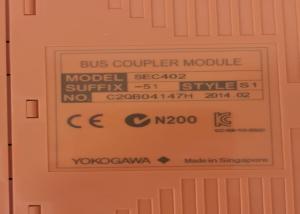 BUS COUPLER MODULE
MODEL SEC402
SUFFIX -51 STYLE S1
NO. C2QB04147H 2014.02
CE N200
YOKOGAWA Made in Singapore